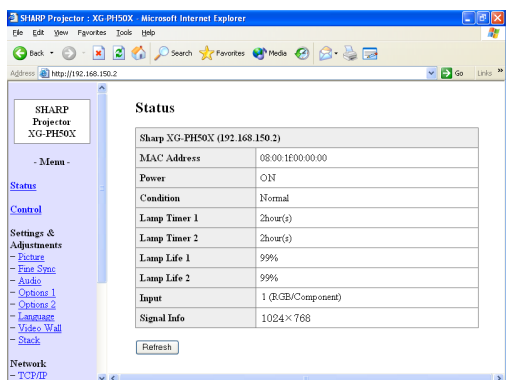 SHARP Projector : XG-PH50X - Microsoft Internet Explorer
File Edit View Favorites Tools Help
Back Search Favorites Media
Address http://192.168.150.2 Go Links »
SHARP
Projector
XG-PH50X
- Menu -
Status
Control
Settings &
Adjustments
– Picture
– Fine Sync
– Audio
– Options 1
– Options 2
– Language
– Video Wall
– Stack
Network
– TCP/IP
Status
Sharp XG-PH50X (192.168.150.2)
MAC Address 08:00:1f:00:00:00
Power ON
Condition Normal
Lamp Timer 1 2hour(s)
Lamp Timer 2 2hour(s)
Lamp Life 1 99%
Lamp Life 2 99%
Input 1 (RGB/Component)
Signal Info 1024×768
Refresh